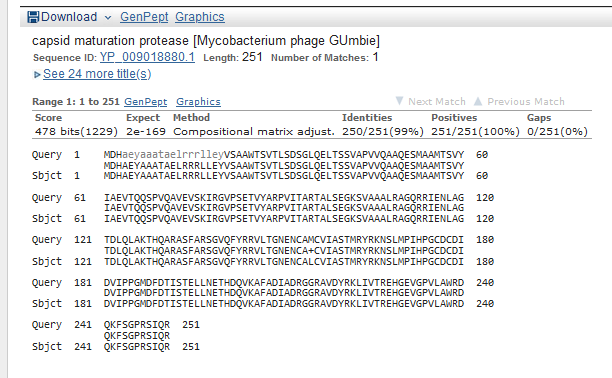 Download GenPept Graphics
capsid maturation protease [Mycobacterium phage GUmbie]
Sequence ID: YP_009018880.1 Length: 251 Number of Matches: 1
See 24 more title(s)
Range 1: 1 to 251 GenPept Graphics Next Match Previous Match
Score Expect Method Identities Positives Gaps
478 bits(1229) 2e-169 Compositional matrix adjust. 250/251(99%) 251/251(100%) 0/251(0%)
Query 1 MDHaeyaaataelrrrlleyVSAAWTSVTLSDSGLQELTSSVAPVVQAAQESMAAMTSVY 60
MDHAEYAAATAELRRRLLEYVSAAWTSVTLSDSGLQELTSSVAPVVQAAQESMAAMTSVY
Sbjct 1 MDHAEYAAATAELRRRLLEYVSAAWTSVTLSDSGLQELTSSVAPVVQAAQESMAAMTSVY 60
Query 61 IAEVTQQSPVQAVEVSKIRGVPSETVYARPVITARTALSEGKSVAAALRAGQRRIENLAG 120
IAEVTQQSPVQAVEVSKIRGVPSETVYARPVITARTALSEGKSVAAALRAGQRRIENLAG
Sbjct 61 IAEVTQQSPVQAVEVSKIRGVPSETVYARPVITARTALSEGKSVAAALRAGQRRIENLAG 120
Query 121 TDLQLAKTHQARASFARSGVQFYRRVLTGNENCAMCVIASTMRYRKNSLMPIHPGCDCDI 180
TDLQLAKTHQARASFARSGVQFYRRVLTGNENCA+CVIASTMRYRKNSLMPIHPGCDCDI
Sbjct 121 TDLQLAKTHQARASFARSGVQFYRRVLTGNENCALCVIASTMRYRKNSLMPIHPGCDCDI 180
Query 181 DVIPPGMDFDTISTELLNETHDQVKAFADIADRGGRAVDYRKLIVTREHGEVGPVLAWRD 240
DVIPPGMDFDTISTELLNETHDQVKAFADIADRGGRAVDYRKLIVTREHGEVGPVLAWRD
Sbjct 181 DVIPPGMDFDTISTELLNETHDQVKAFADIADRGGRAVDYRKLIVTREHGEVGPVLAWRD 240
Query 241 QKFSGPRSIQR 251
QKFSGPRSIQR
Sbjct 241 QKFSGPRSIQR 251